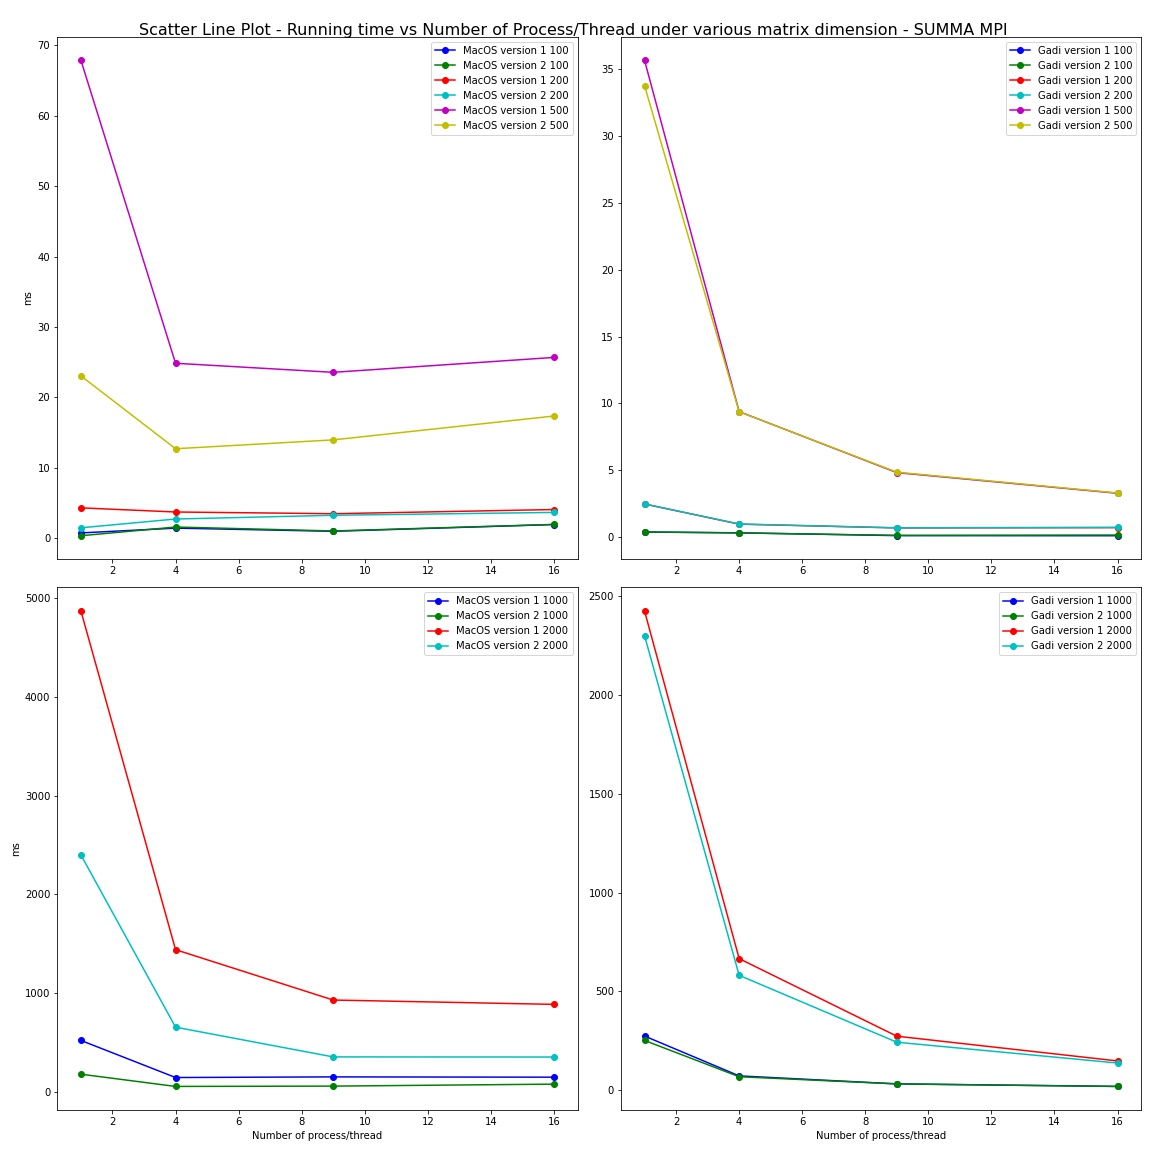 Scatter Line Plot - Running time vs Number of Process/Thread under various matrix dimension - SUMMA MPI
70
60
50
40
30
20
10
0
ms
2 4 6 8 10 12 14 16
MacOS version 1 100
MacOS version 2 100
MacOS version 1 200
MacOS version 2 200
MacOS version 1 500
MacOS version 2 500
35
30
25
20
15
10
5
0
2 4 6 8 10 12 14 16
Gadi version 1 100
Gadi version 2 100
Gadi version 1 200
Gadi version 2 200
Gadi version 1 500
Gadi version 2 500
5000
4000
3000
2000
1000
0
ms
2 4 6 8 10 12 14 16
Number of process/thread
MacOS version 1 1000
MacOS version 2 1000
MacOS version 1 2000
MacOS version 2 2000
2500
2000
1500
1000
500
0
2 4 6 8 10 12 14 16
Number of process/thread
Gadi version 1 1000
Gadi version 2 1000
Gadi version 1 2000
Gadi version 2 2000